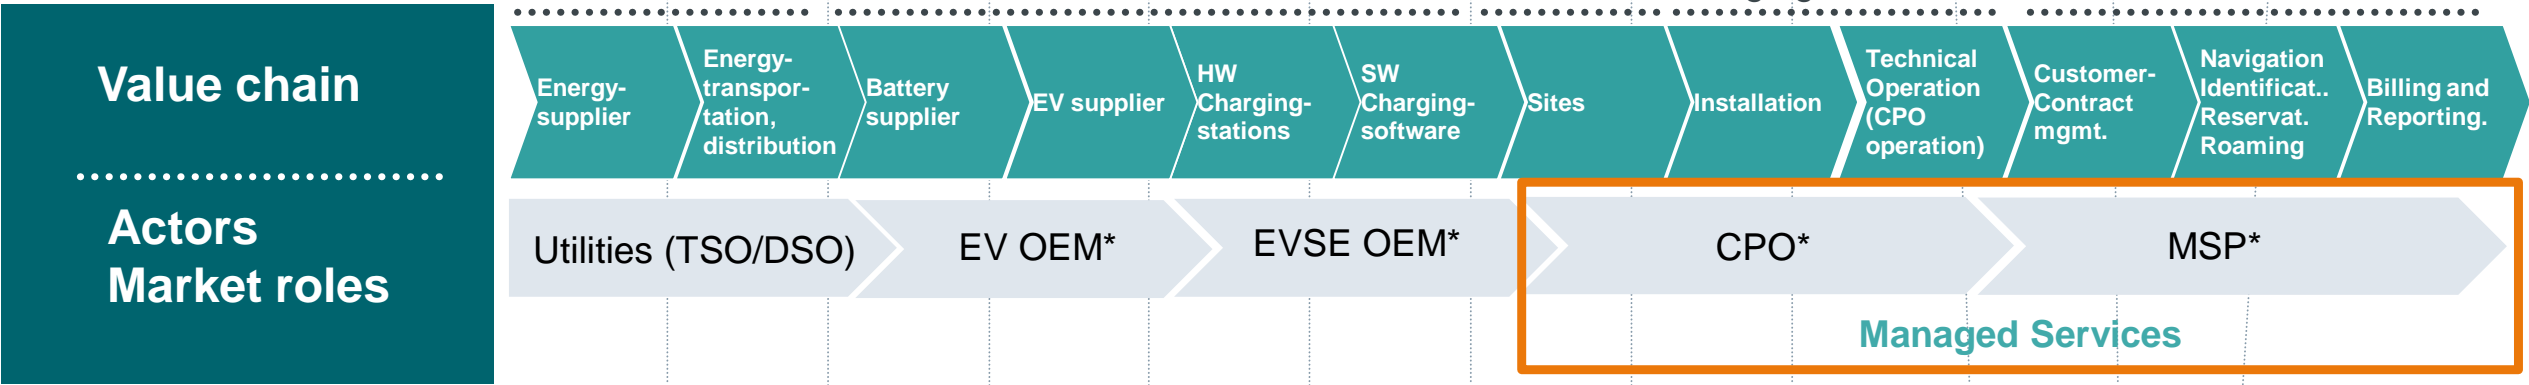 Value chain
Actors
Market roles
Energy-
supplier
Energy-
transpor-
tation,
distribution
Battery
supplier
EV supplier
HW
Charging-
stations
SW
Charging-
software
Sites
Installation
Technical
Operation
(CPO
operation)
Customer-
Contract
mgmt.
Navigation
Identificat..
Reservat.
Roaming
Billing and
Reporting.
Utilities (TSO/DSO)
EV OEM*
EVSE OEM*
CPO*
MSP*
Managed Services